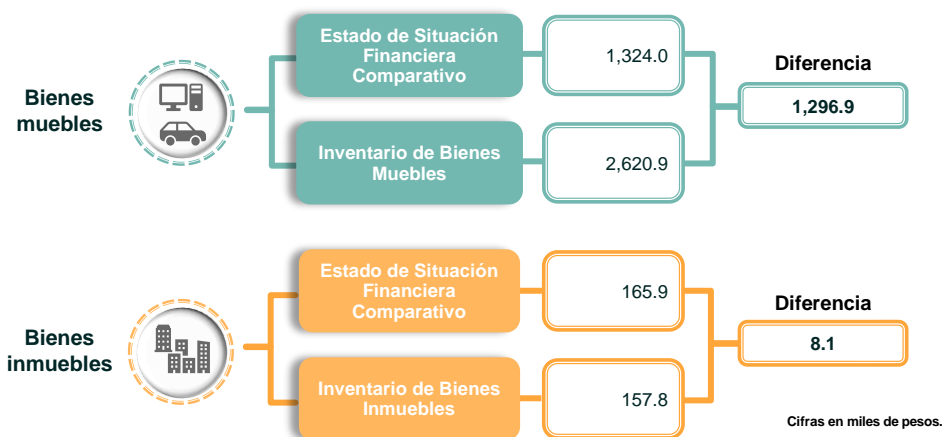 Bienes
muebles
Estado de Situación
Financiera
Comparativo
1,324.0
Inventario de Bienes
Muebles
2,620.9
Diferencia
1,296.9
Bienes
inmuebles
Estado de Situación
Financiera
Comparativo
165.9
Inventario de Bienes
Inmuebles
157.8
Diferencia
8.1
Cifras en miles de pesos.